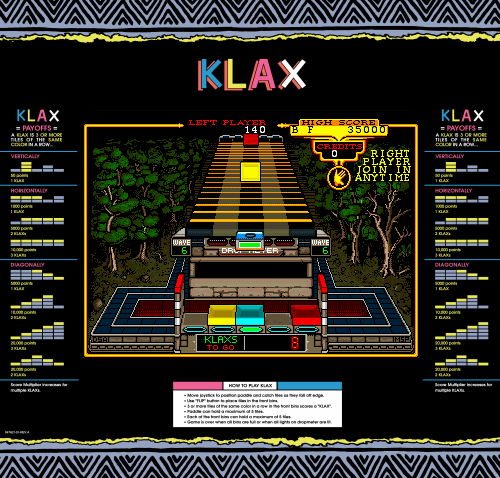 KLAX
KLAX
= PAYOFFS =
A KLAX IS 3 OR MORE
TILES OF THE SAME
COLOR IN A ROW...
VERTICALLY
50 points
1 KLAX
HORIZONTALLY
1000 points
1 KLAX
5000 points
2 KLAXs
10,000 points
3 KLAXs
DIAGONALLY
5000 points
1 KLAX
10,000 points
2 KLAXs
20,000 points
3 KLAXs
20,000 points
2 KLAXs
Score Multiplier increases for
multiple KLAXs.
LEFT PLAYER
140
HIGH SCORE
B F 35000
CREDITS
0
RIGHT
PLAYER
JOIN IN
ANYTIME
WAVE
6
DROP METER
WAVE
6
KLAXS
TO GO
8
DSA
MSP
KLAX
= PAYOFFS =
A KLAX IS 3 OR MORE
TILES OF THE SAME
COLOR IN A ROW...
VERTICALLY
50 points
1 KLAX
HORIZONTALLY
1000 points
1 KLAX
5000 points
2 KLAXs
10,000 points
3 KLAXs
DIAGONALLY
5000 points
1 KLAX
10,000 points
2 KLAXs
20,000 points
3 KLAXs
20,000 points
2 KLAXs
Score Multiplier increases for
multiple KLAXs.
HOW TO PLAY KLAX
• Move joystick to position paddle and catch tiles as they fall off edge.
• Use "FLIP" button to place tiles in the front bins.
• 3 or more tiles of the same color in a row in the front bins scores a "KLAX".
• Paddle can hold a maximum of 5 tiles.
• Each of the front bins can hold a maximum of 5 tiles.
• Game is over when all bins are full or when all lights on dropmeter are lit.